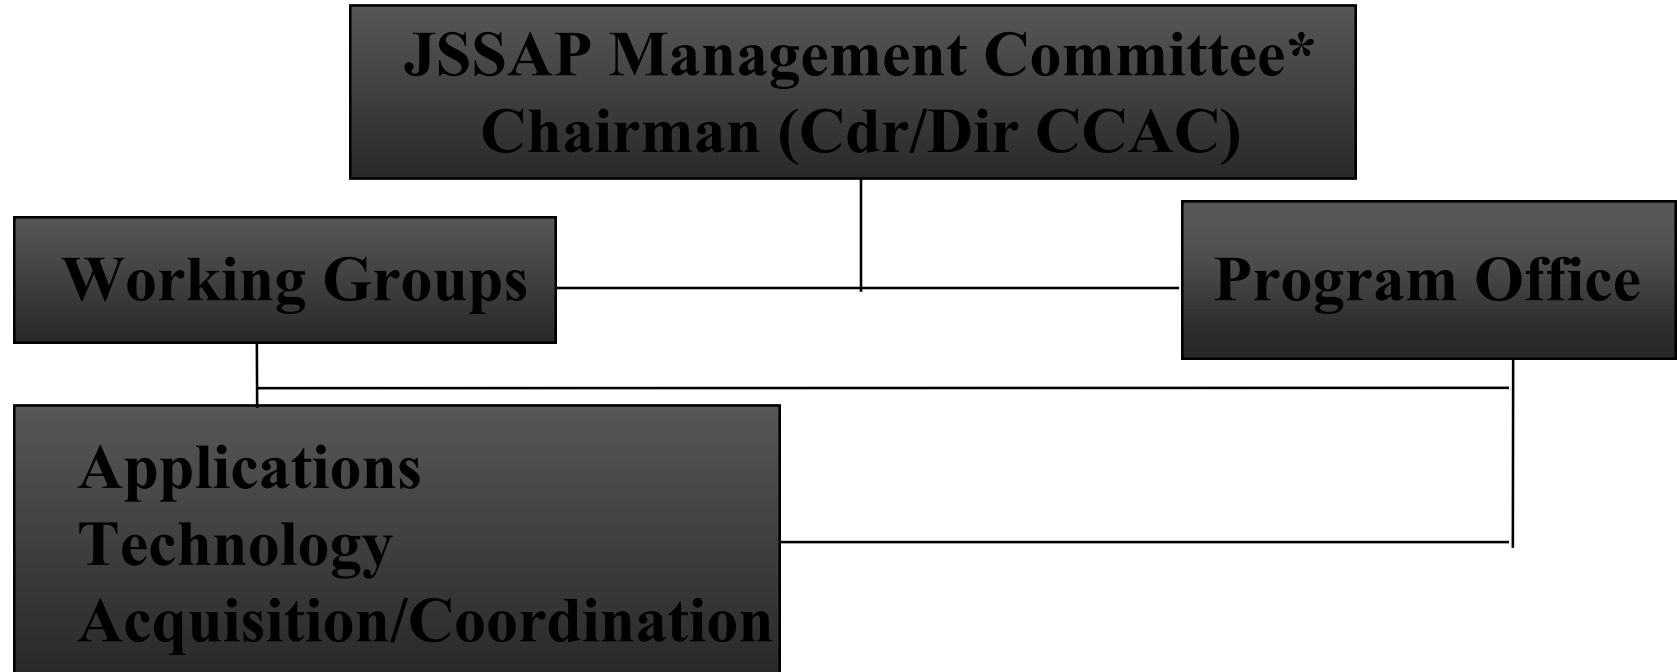 JSSAP Management Committee*
Chairman (Cdr/Dir CCAC)
Working Groups
Program Office
Applications
Technology
Acquisition/Coordination